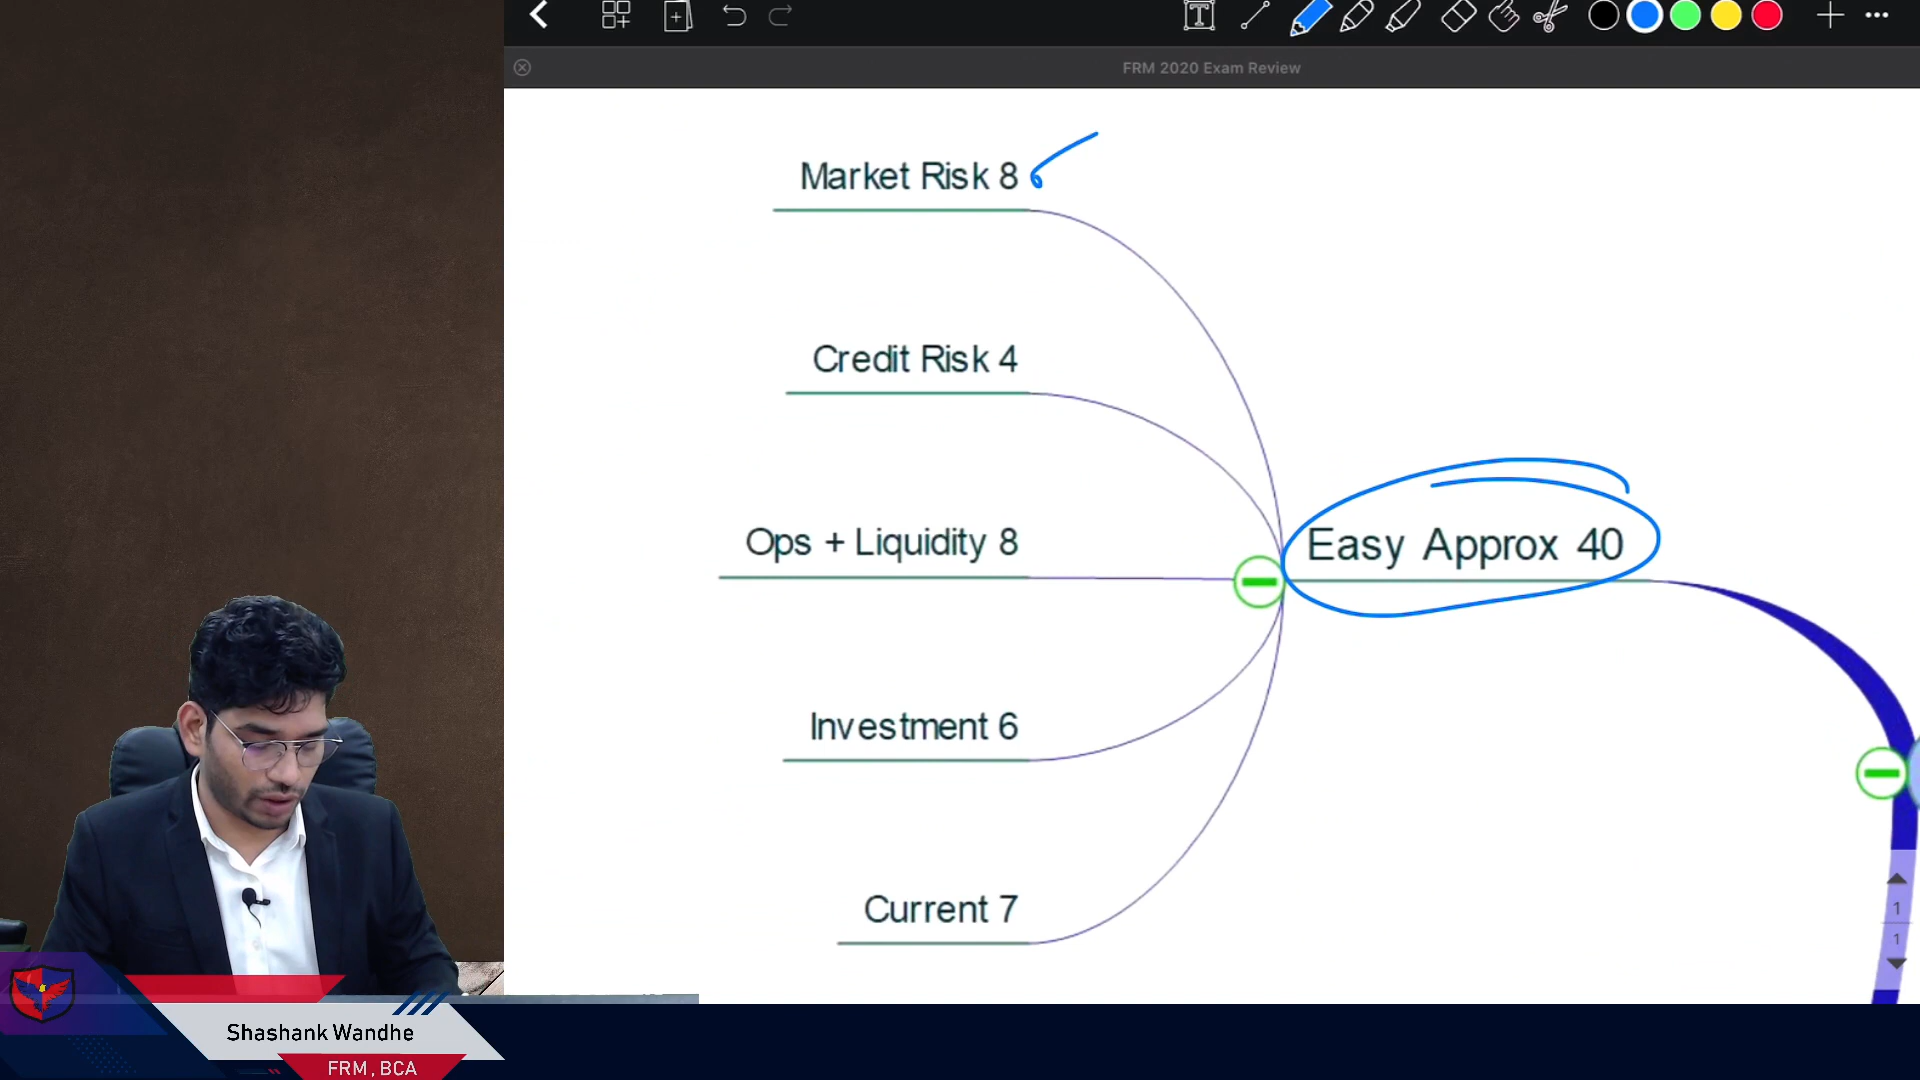 T
FRM 2020 Exam Review
Market Risk 8
Credit Risk 4
Ops + Liquidity 8
Easy Approx 40
Investment 6
Current 7
1
1
Shashank Wandhe
FRM, BCA